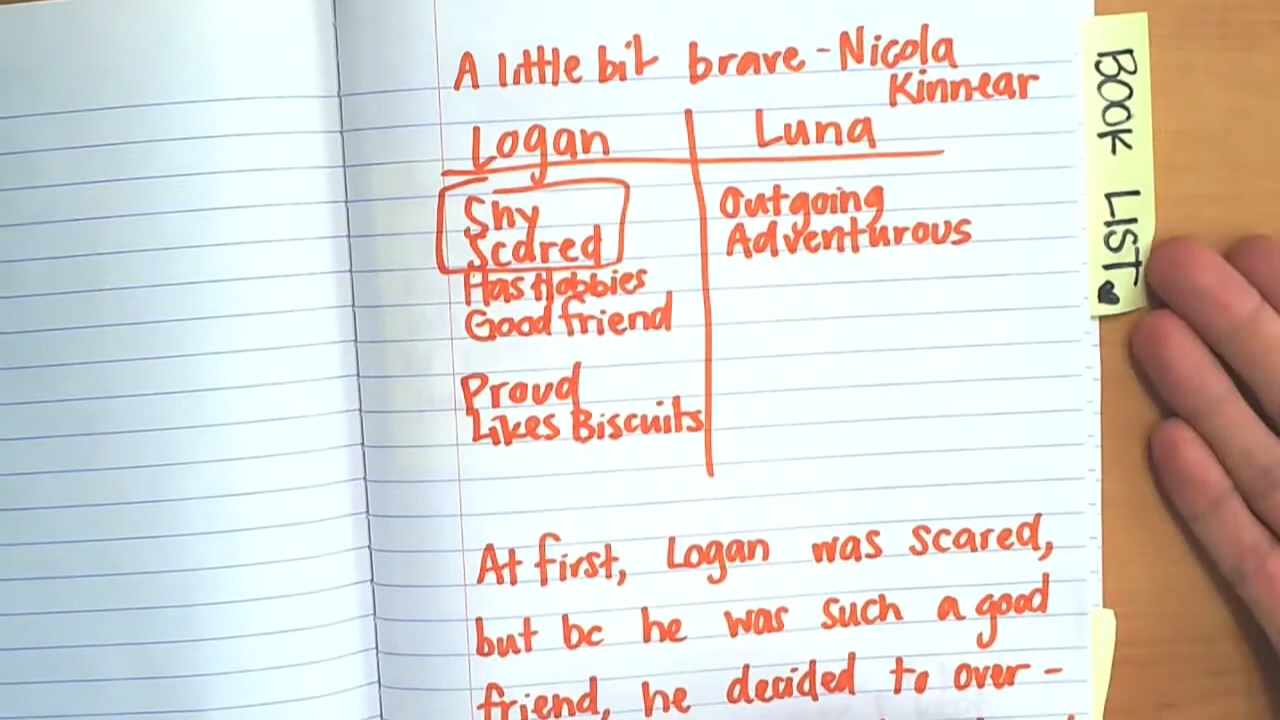 A little bit brave - Nicola
Kinnear
Logan
Luna
Shy
Scared
Has Hobbies
Good friend
Proud
Likes Biscuits
Outgoing
Adventurous
At first, Logan was scared,
but bc he was such a good
friend, he decided to over -
BOOK LIST